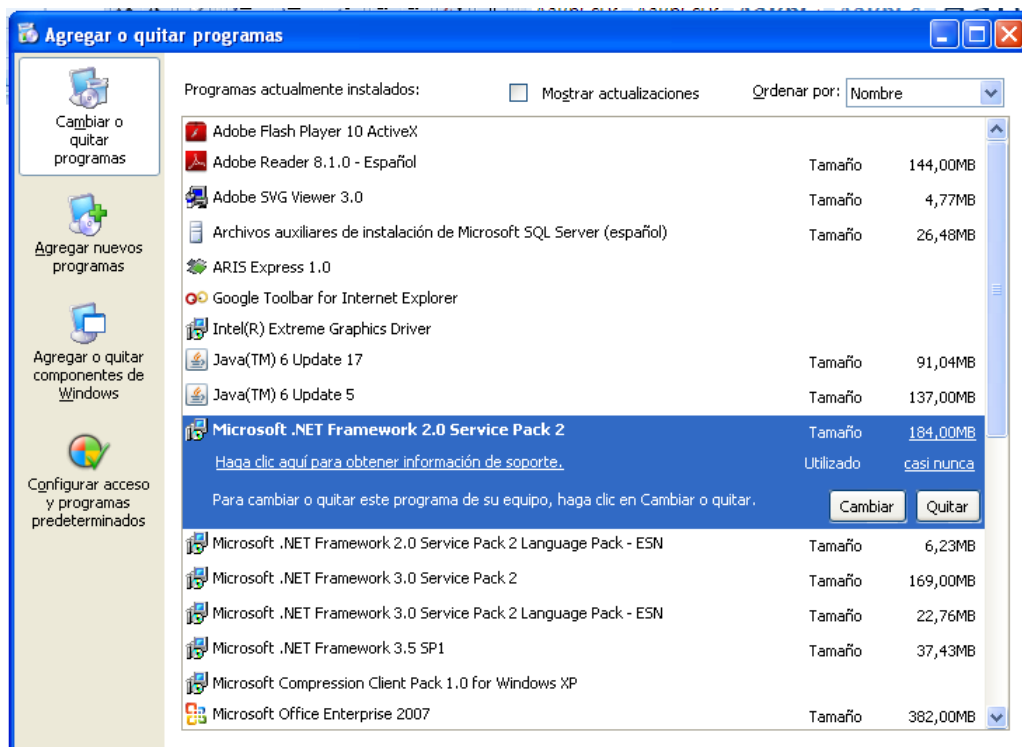 Agregar o quitar programas
Cambiar o
quitar
programas
Agregar nuevos
programas
Agregar o quitar
componentes de
Windows
Configurar acceso
y programas
predeterminados
Programas actualmente instalados: Mostrar actualizaciones Ordenar por: Nombre
Adobe Flash Player 10 ActiveX
Adobe Reader 8.1.0 - Español Tamaño 144,00MB
Adobe SVG Viewer 3.0 Tamaño 4,77MB
Archivos auxiliares de instalación de Microsoft SQL Server (español) Tamaño 26,48MB
ARIS Express 1.0
Google Toolbar for Internet Explorer
Intel(R) Extreme Graphics Driver
Java(TM) 6 Update 17 Tamaño 91,04MB
Java(TM) 6 Update 5 Tamaño 137,00MB
Microsoft .NET Framework 2.0 Service Pack 2 Tamaño 184,00MB
Haga clic aquí para obtener información de soporte. Utilizado casi nunca
Para cambiar o quitar este programa de su equipo, haga clic en Cambiar o quitar. Cambiar Quitar
Microsoft .NET Framework 2.0 Service Pack 2 Language Pack - ESN Tamaño 6,23MB
Microsoft .NET Framework 3.0 Service Pack 2 Tamaño 169,00MB
Microsoft .NET Framework 3.0 Service Pack 2 Language Pack - ESN Tamaño 22,76MB
Microsoft .NET Framework 3.5 SP1 Tamaño 37,43MB
Microsoft Compression Client Pack 1.0 for Windows XP
Microsoft Office Enterprise 2007 Tamaño 382,00MB